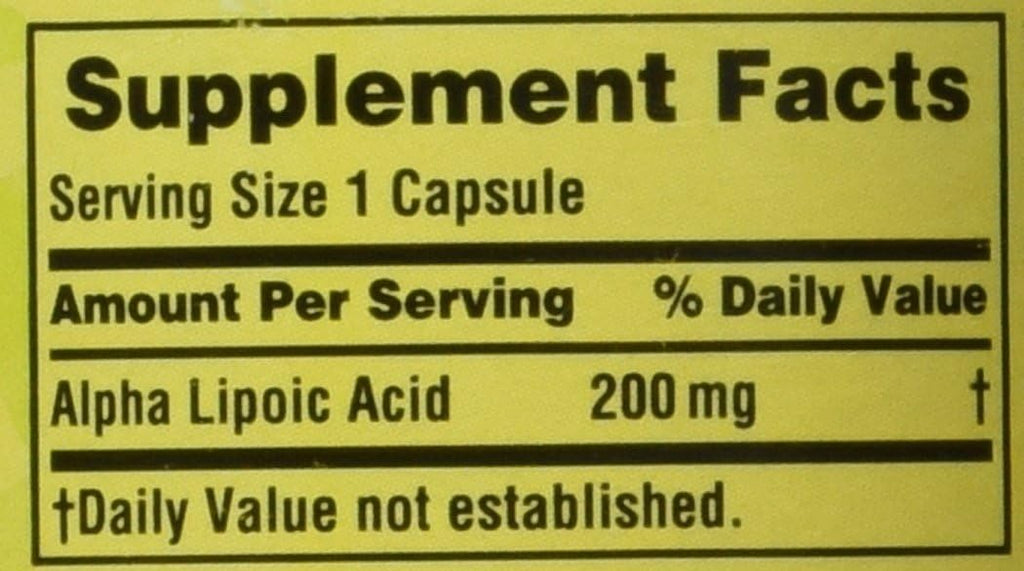 Supplement Facts
Serving Size 1 Capsule
Amount Per Serving % Daily Value
Alpha Lipoic Acid 200 mg †
†Daily Value not established.